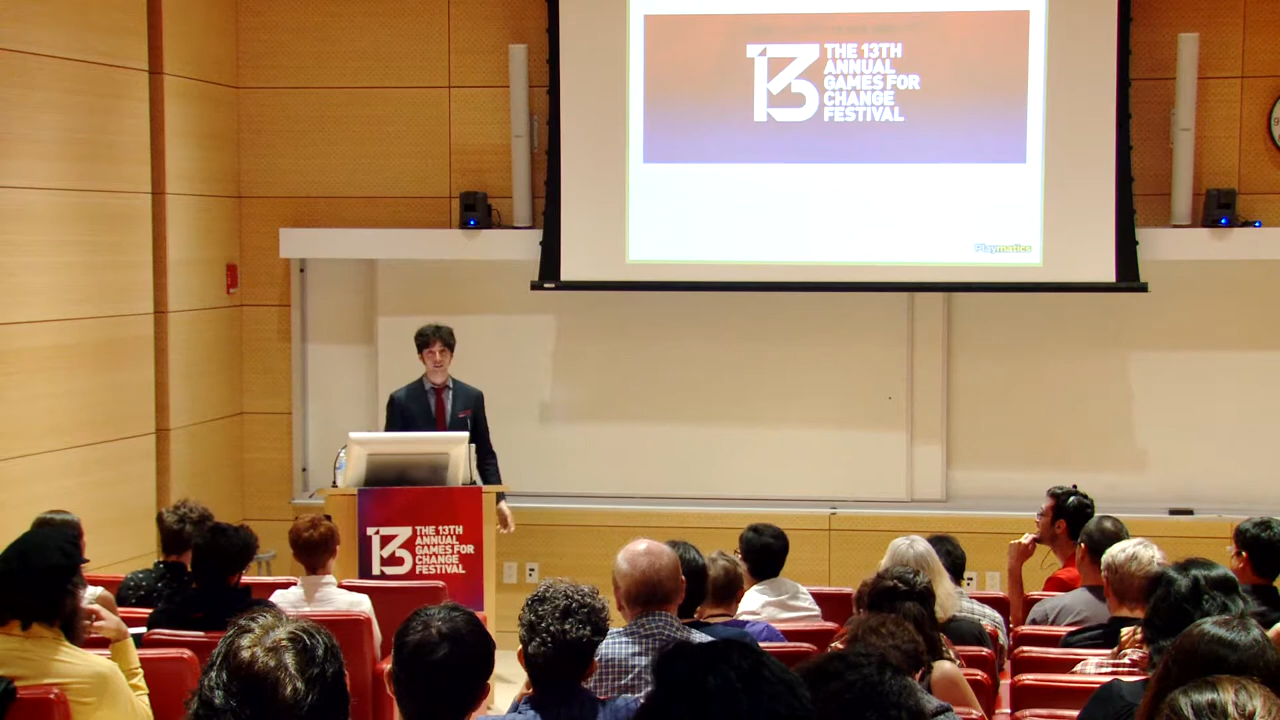 13 THE 13TH
ANNUAL
GAMES FOR
CHANGE
FESTIVAL
Playmatics
13 THE 13TH
ANNUAL
GAMES FOR
CHANGE
FESTIVAL